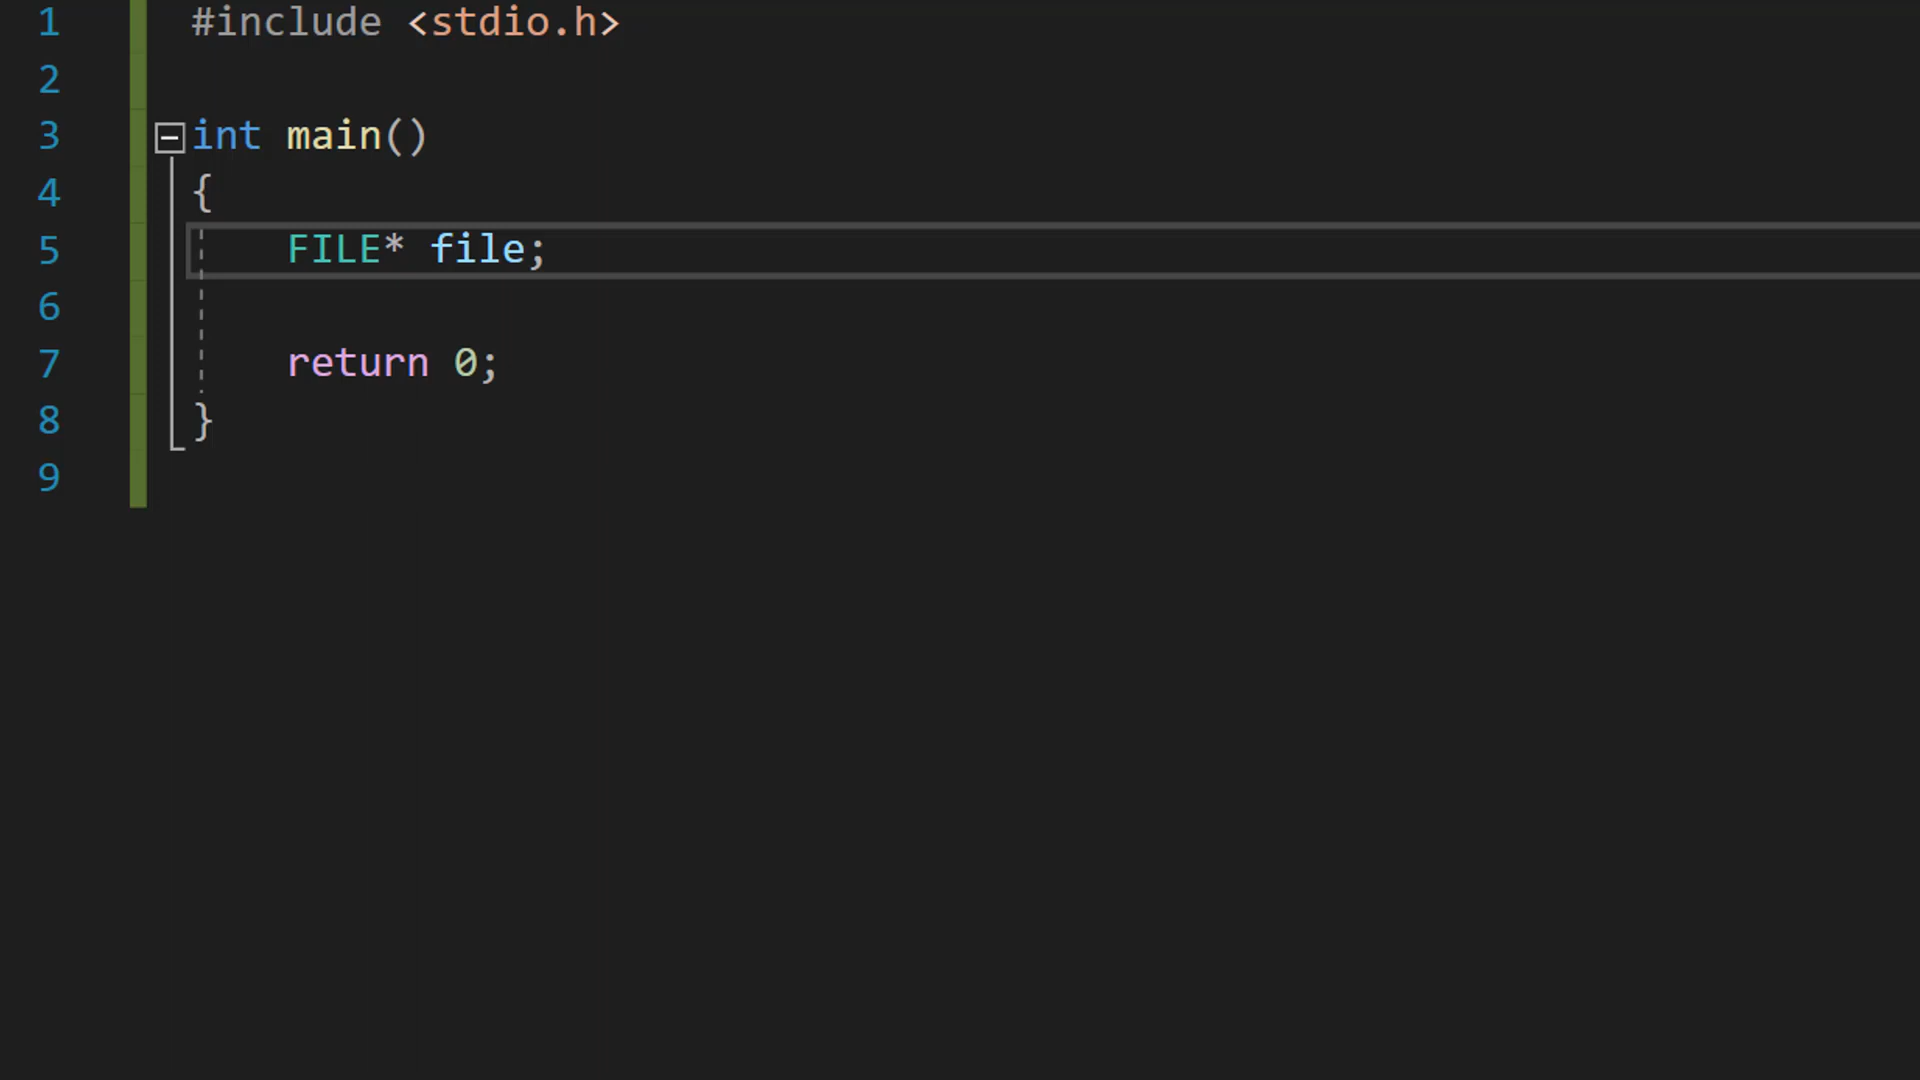 1 #include <stdio.h>
2
3 int main()
4 {
5     FILE* file;
6
7     return 0;
8 }
9